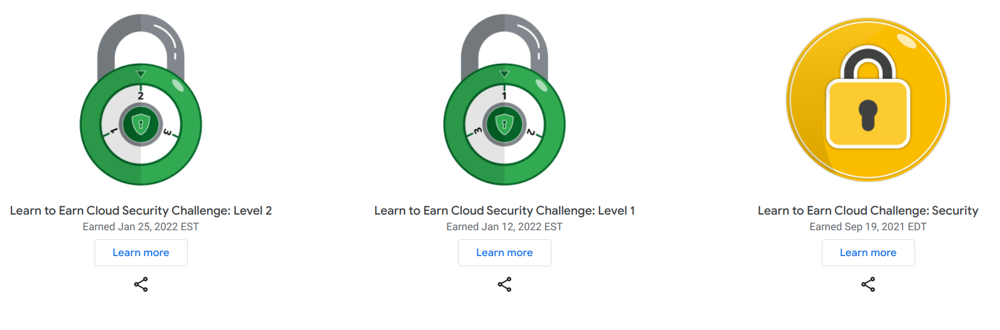 2
1
3
Learn to Earn Cloud Security Challenge: Level 2
Earned Jan 25, 2022 EST
Learn more
1
3
2
Learn to Earn Cloud Security Challenge: Level 1
Earned Jan 12, 2022 EST
Learn more
Learn to Earn Cloud Challenge: Security
Earned Sep 19, 2021 EDT
Learn more